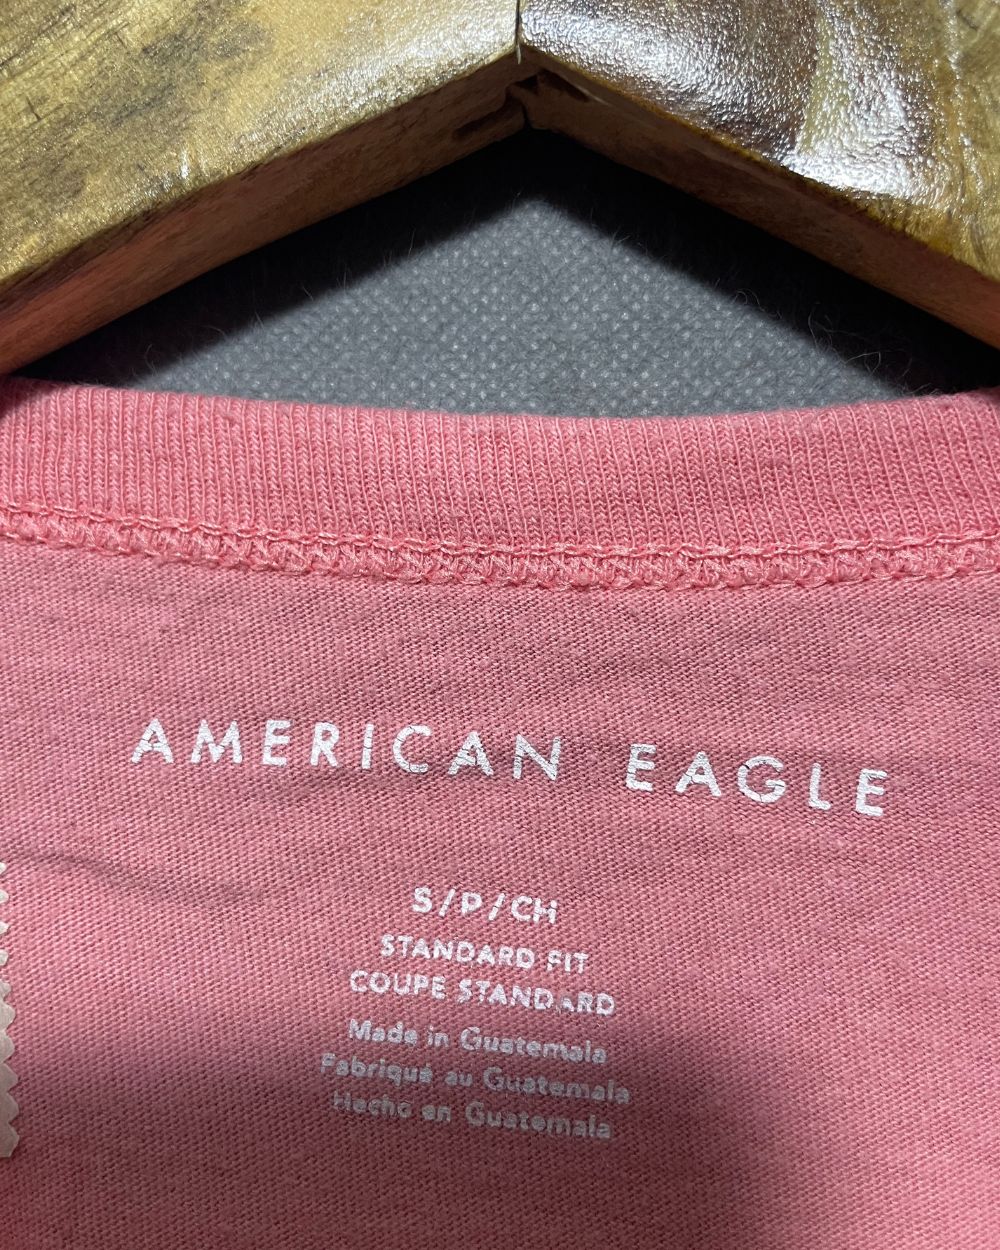 AMERICAN EAGLE
S/P/CH
STANDARD FIT
COUPE STANDARD
Made in Guatemala
Fabriqué au Guatemala
Hecho en Guatemala